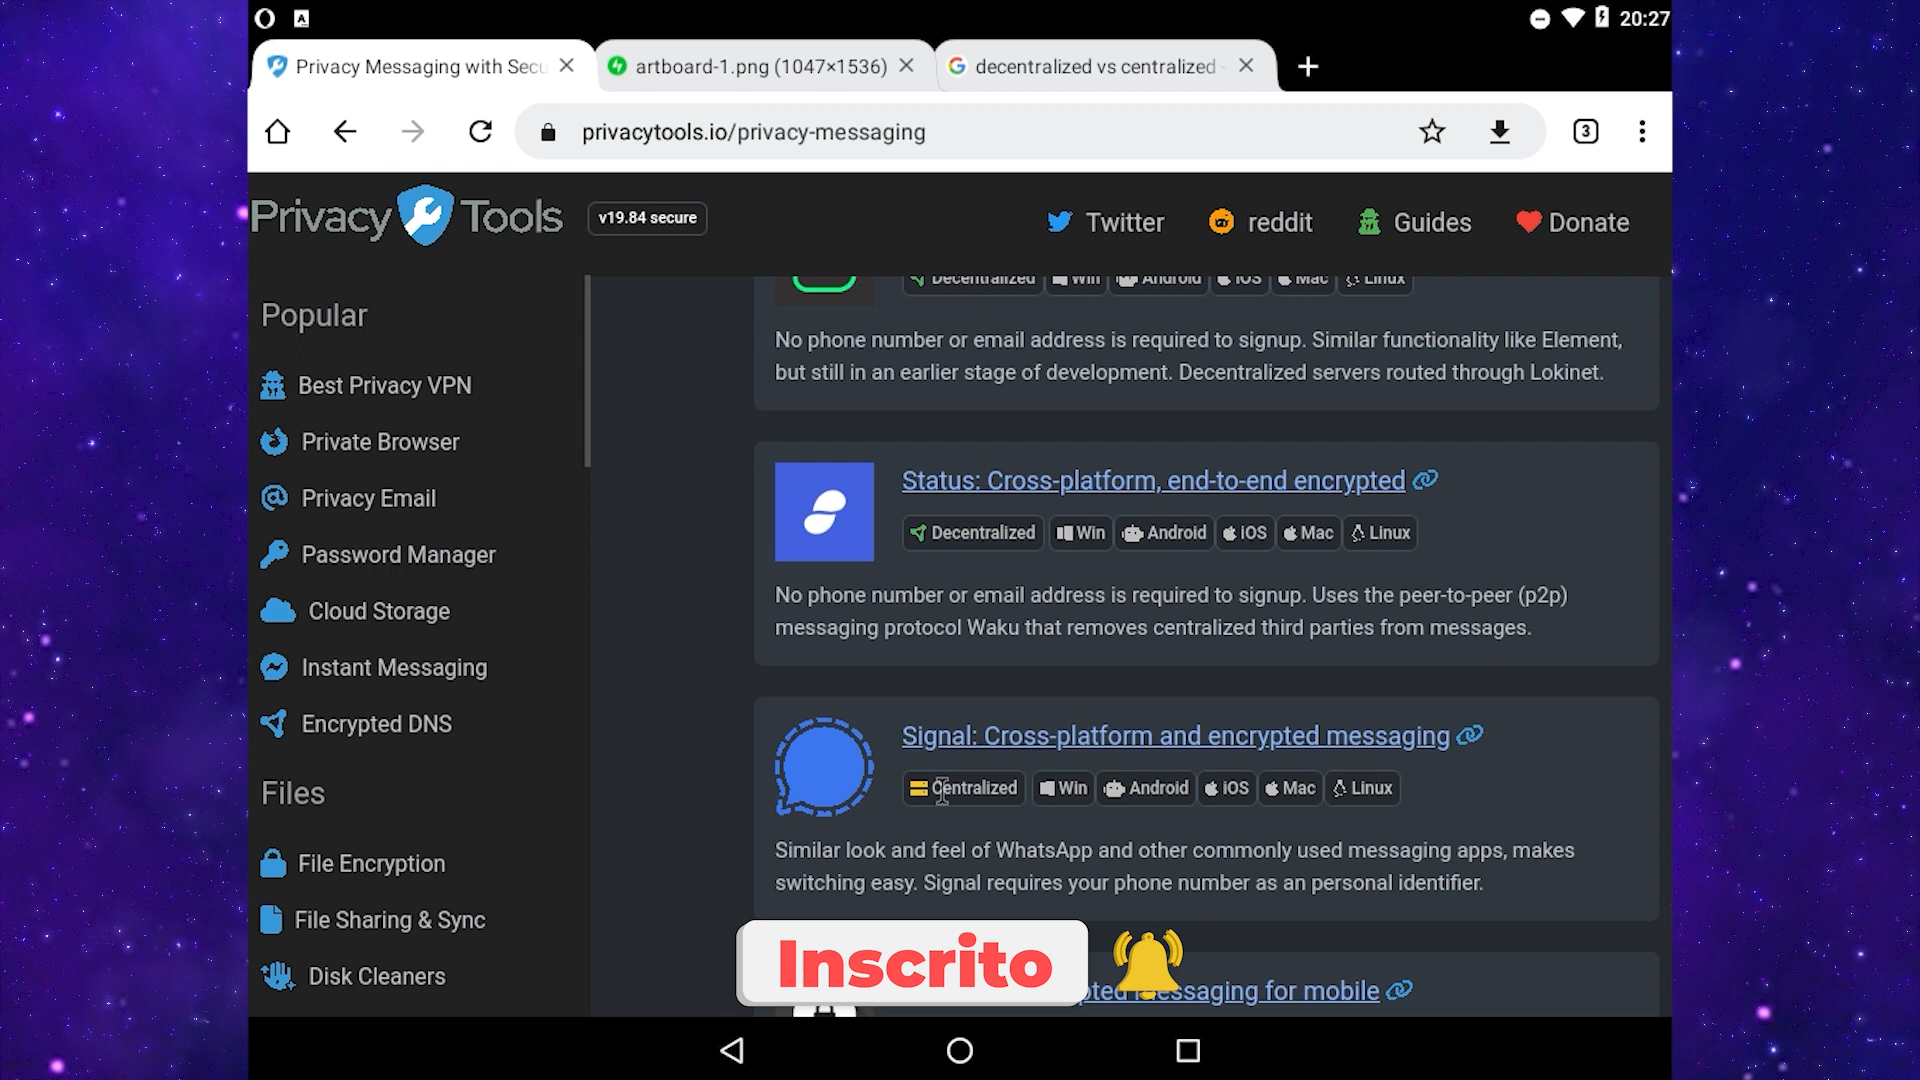 20:27
Privacy Messaging with Secu
artboard-1.png (1047×1536)
decentralized vs centralized -
privacytools.io/privacy-messaging
3
Privacy Tools
v19.84 secure
Twitter
reddit
Guides
Donate
Popular
Best Privacy VPN
Private Browser
Privacy Email
Password Manager
Cloud Storage
Instant Messaging
Encrypted DNS
Files
File Encryption
File Sharing & Sync
Disk Cleaners
Decentralized Win Android iOS Mac Linux
No phone number or email address is required to signup. Similar functionality like Element,
but still in an earlier stage of development. Decentralized servers routed through Lokinet.
Status: Cross-platform, end-to-end encrypted
Decentralized Win Android iOS Mac Linux
No phone number or email address is required to signup. Uses the peer-to-peer (p2p)
messaging protocol Waku that removes centralized third parties from messages.
Signal: Cross-platform and encrypted messaging
Centralized Win Android iOS Mac Linux
Similar look and feel of WhatsApp and other commonly used messaging apps, makes
switching easy. Signal requires your phone number as an personal identifier.
Inscrito
messaging for mobile